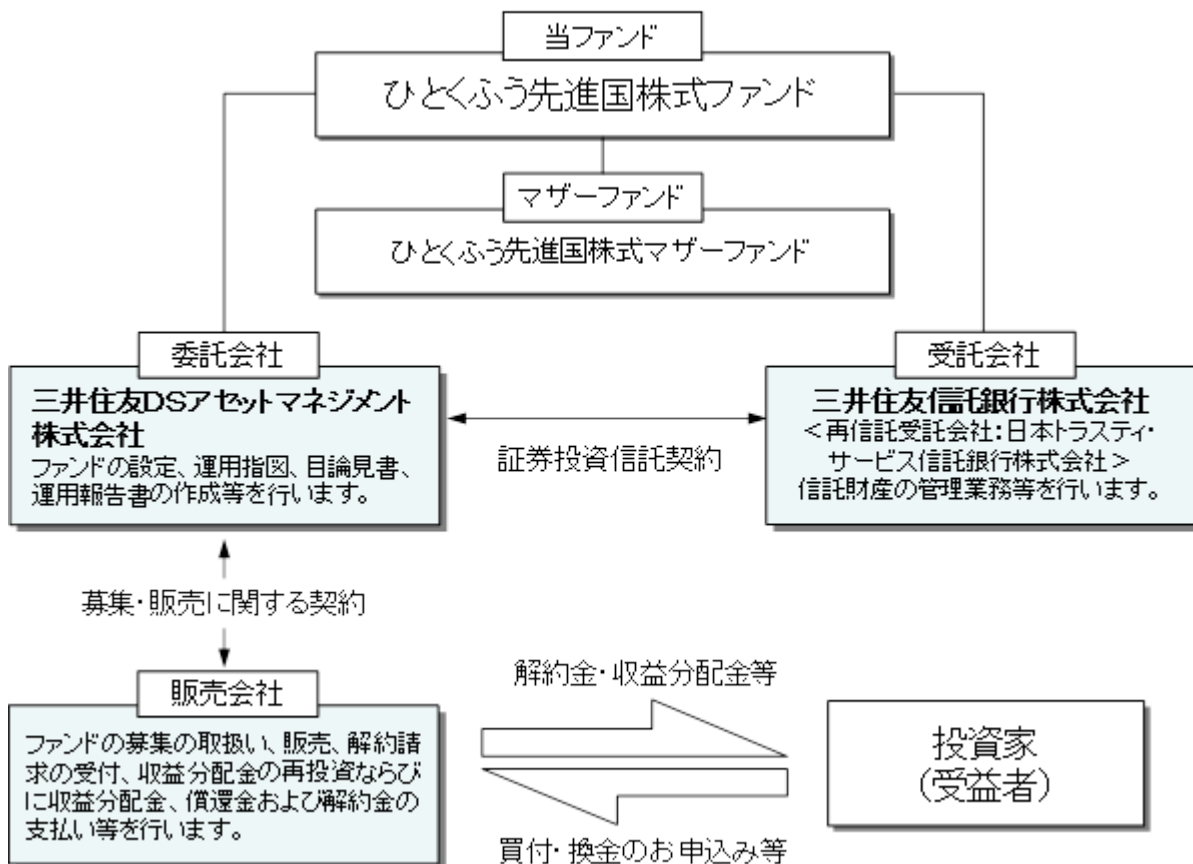 当ファンド
ひとくふう先進国株式ファンド
マザーファンド
ひとくふう先進国株式マザーファンド
委託会社
三井住友DSアセットマネジメント
株式会社
ファンドの設定、運用指図、目論見書、
運用報告書の作成等を行います。
証券投資信託契約
受託会社
三井住友信託銀行株式会社
＜再信託受託会社：日本トラスティ・
サービス信託銀行株式会社＞
信託財産の管理業務等を行います。
募集・販売に関する契約
販売会社
ファンドの募集の取扱い、販売、解約請
求の受付、収益分配金の再投資ならび
に収益分配金、償還金および解約金の
支払い等を行います。
解約金・収益分配金等
買付・換金のお申込み等
投資家
（受益者）